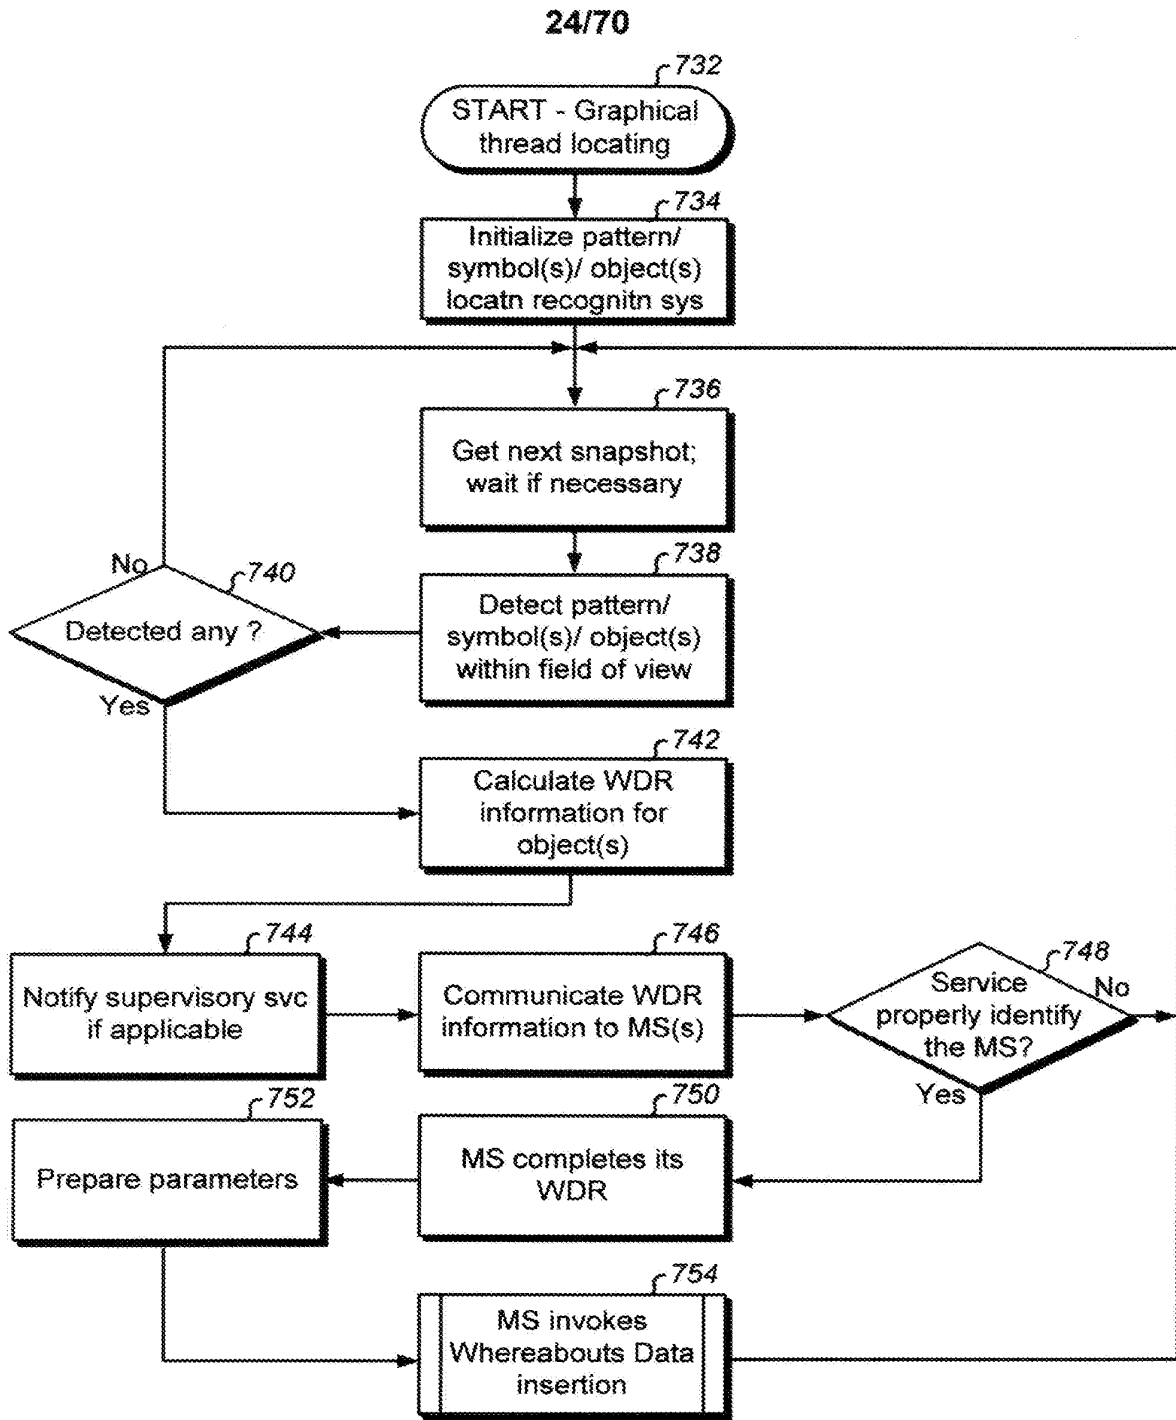 24/70
732
START - Graphical
thread locating
734
Initialize pattern/
symbol(s)/ object(s)
locatn recognitn sys
736
Get next snapshot;
wait if necessary
738
Detect pattern/
symbol(s)/ object(s)
within field of view
No
740
Detected any ?
Yes
742
Calculate WDR
information for
object(s)
744
Notify supervisory svc
if applicable
746
Communicate WDR
information to MS(s)
748
Service
properly identify
the MS?
No
Yes
750
MS completes its
WDR
752
Prepare parameters
754
MS invokes
Whereabouts Data
insertion